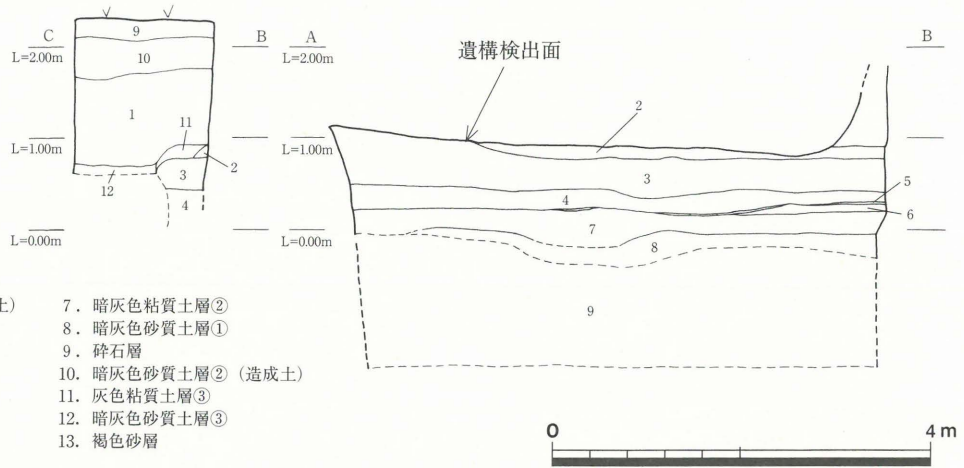 C B A B
L=2.00m L=2.00m
遺構検出面
9
10
2
1
11
L=1.00m L=1.00m
2
3
3
12
4
4
5
6
7
L=0.00m L=0.00m
8
9
土) 7. 暗灰色粘質土層②
8. 暗灰色砂質土層①
9. 砕石層
10. 暗灰色砂質土層② (造成土)
11. 灰色粘質土層③
12. 暗灰色砂質土層③
13. 褐色砂層
0 4m